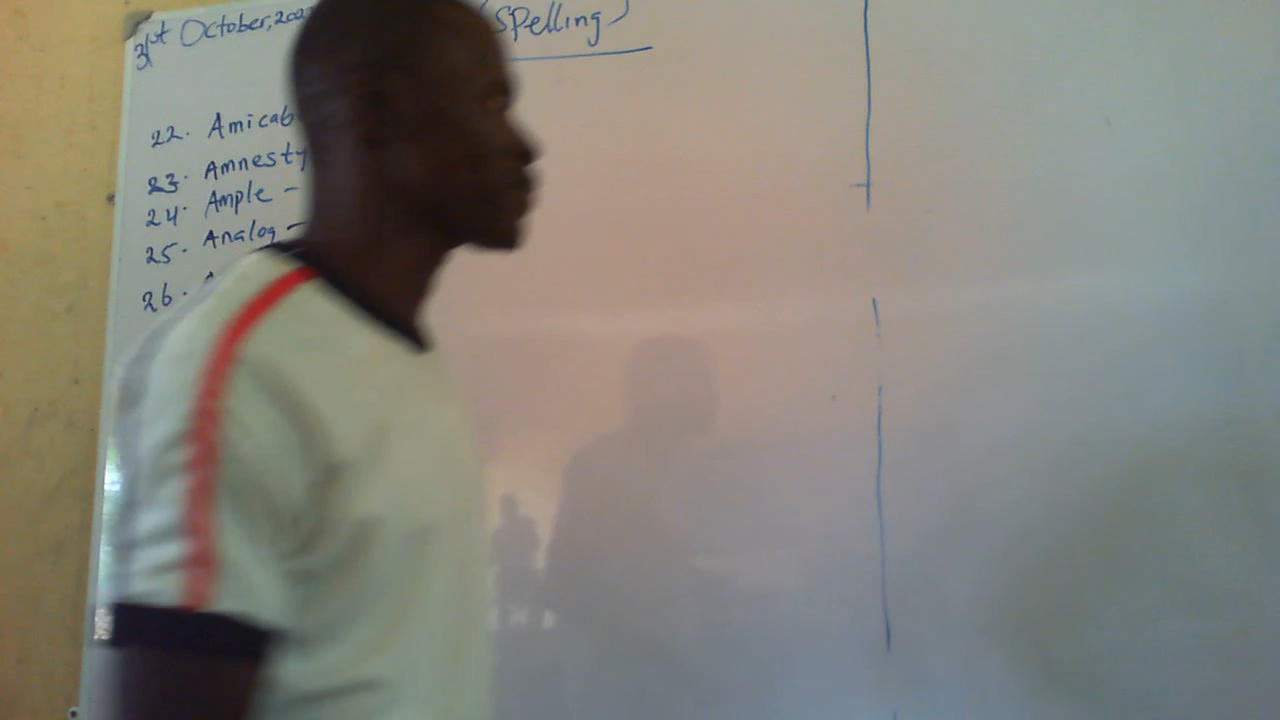 31st October, 202
(Spelling)
22. Amicab
23. Amnesty
24. Ample -
25. Analog -
26.